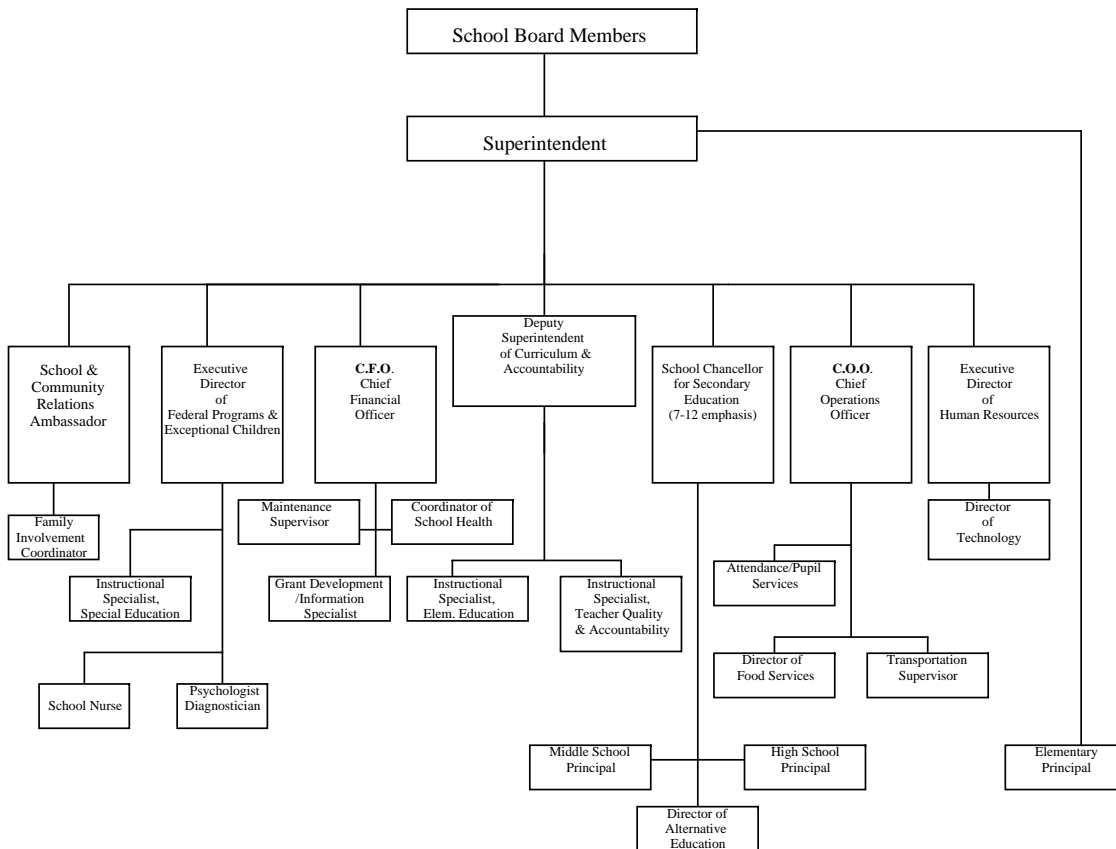 School Board Members
Superintendent
School &
Community
Relations
Ambassador
Executive
Director
of
Federal Programs &
Exceptional Children
C.F.O.
Chief
Financial
Officer
Deputy
Superintendent
of Curriculum &
Accountability
School Chancellor
for Secondary
Education
(7-12 emphasis)
C.O.O.
Chief
Operations
Officer
Executive
Director
of
Human Resources
Family
Involvement
Coordinator
Maintenance
Supervisor
Coordinator of
School Health
Director
of
Technology
Instructional
Specialist,
Special Education
Grant Development
/Information
Specialist
Instructional
Specialist,
Elem. Education
Instructional
Specialist,
Teacher Quality
& Accountability
Attendance/Pupil
Services
School Nurse
Psychologist
Diagnostician
Director of
Food Services
Transportation
Supervisor
Middle School
Principal
High School
Principal
Elementary
Principal
Director of
Alternative
Education